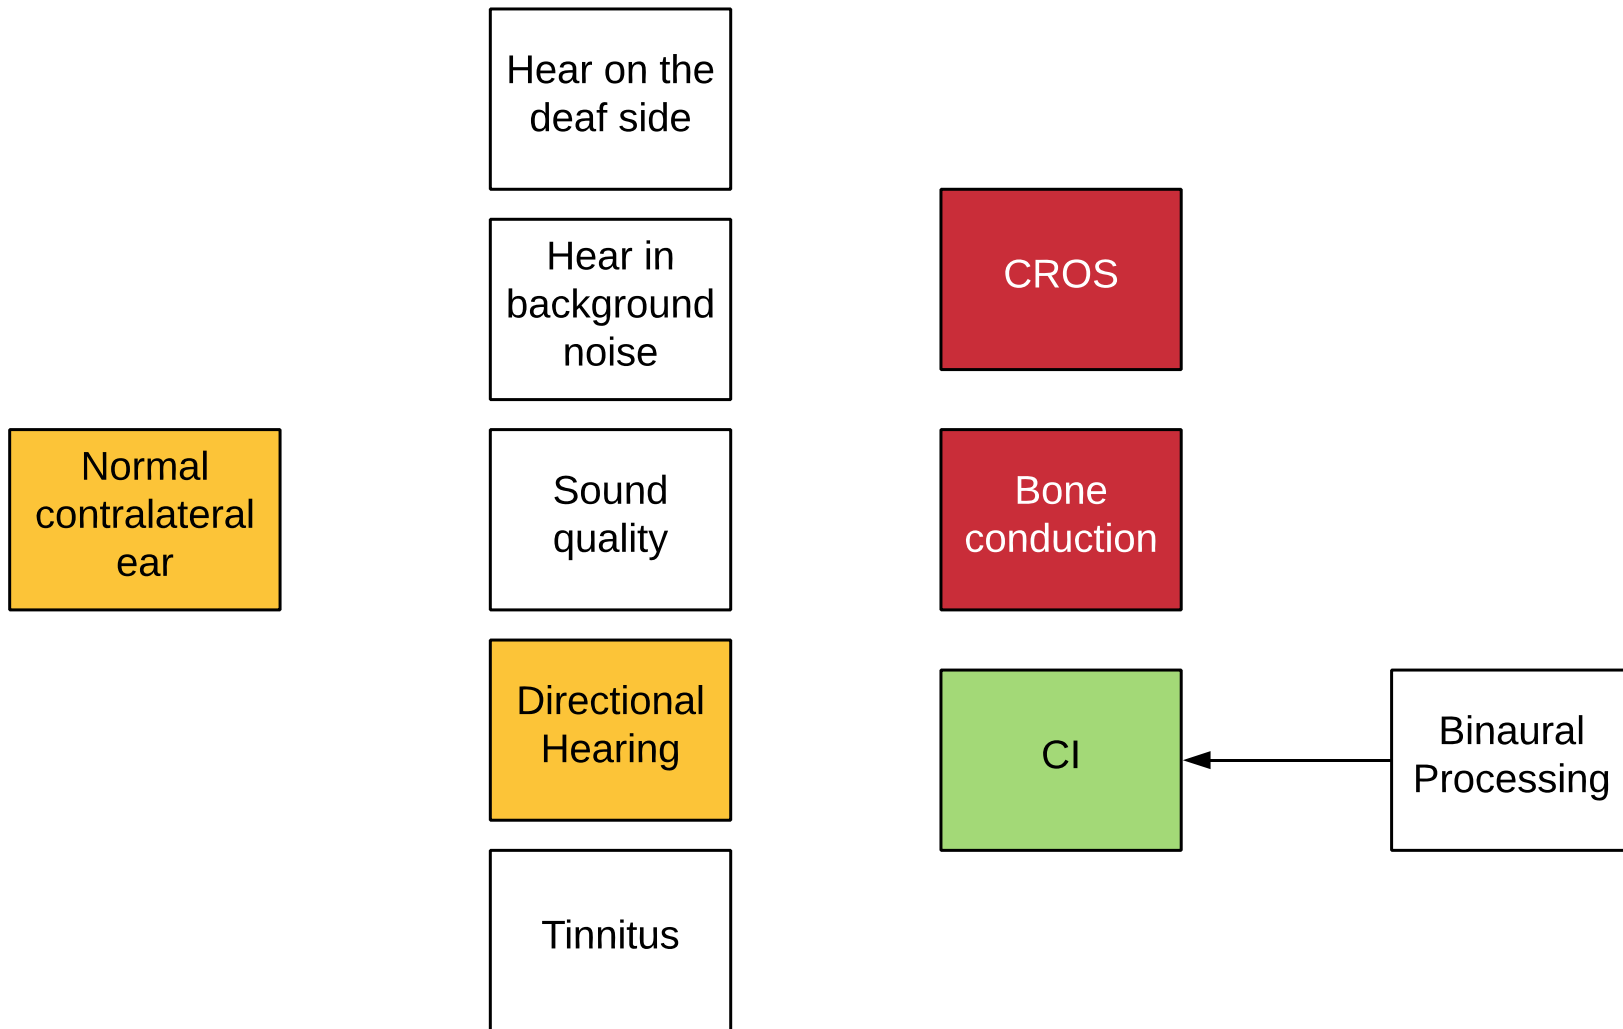 Hear on the
deaf side
Hear in
background
noise
CROS
Normal
contralateral
ear
Sound
quality
Bone
conduction
Directional
Hearing
CI
Binaural
Processing
Tinnitus